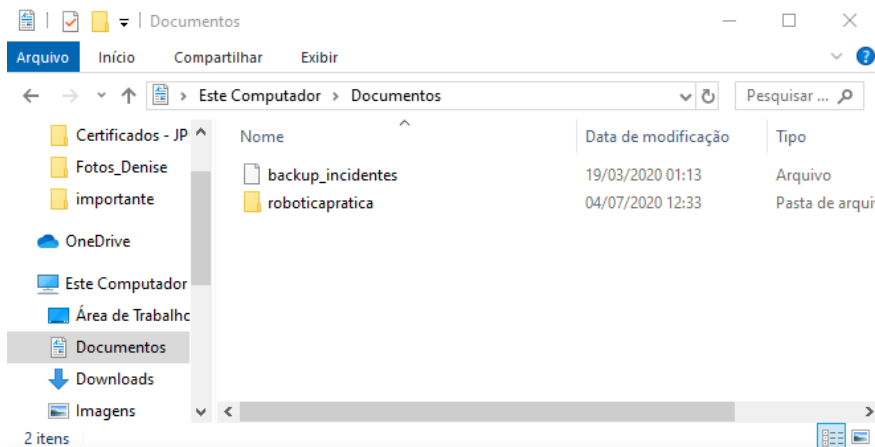 Documentos
Arquivo Início Compartilhar Exibir
Este Computador > Documentos Pesquisar ...
Certificados - JP
Fotos_Denise
importante
OneDrive
Este Computador
Área de Trabalhc
Documentos
Downloads
Imagens
Nome Data de modificação Tipo
backup_incidentes 19/03/2020 01:13 Arquivo
roboticapratica 04/07/2020 12:33 Pasta de arqui
2 itens